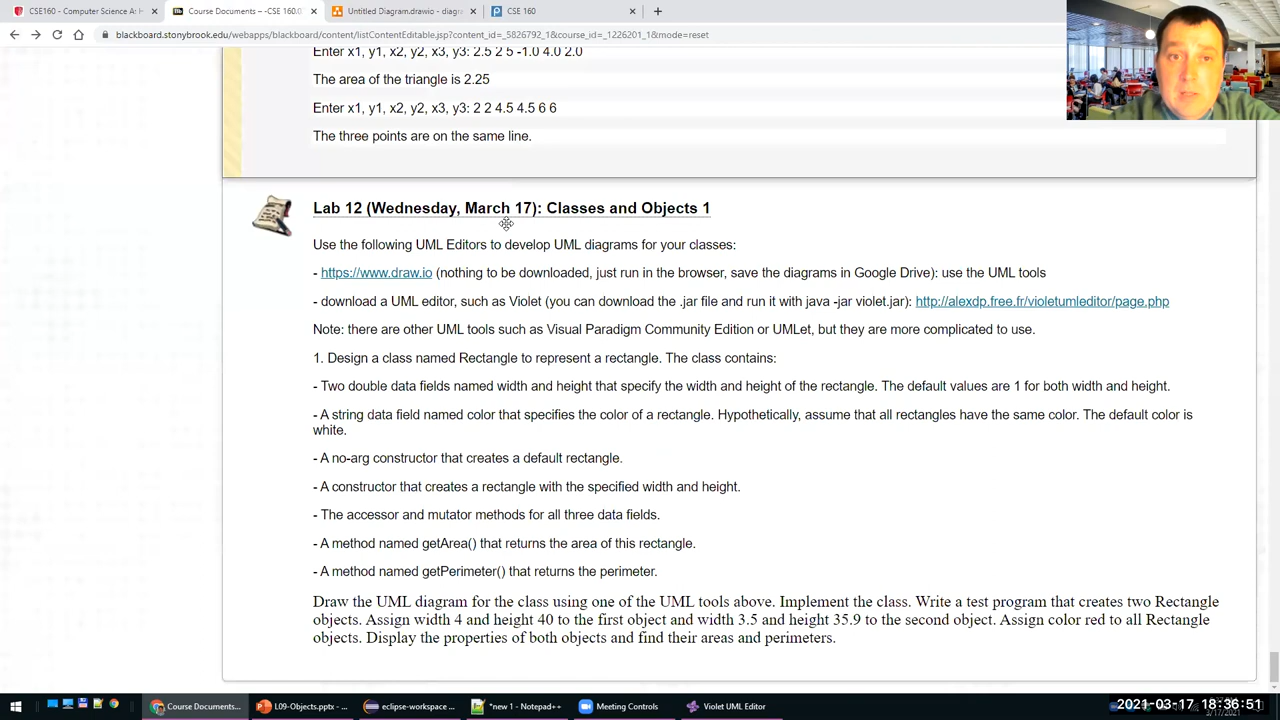 CSE160 - Computer Science A: H
Course Documents – -CSE 160.0
Untitled Diagram.drawio - diagra
CSE 160
blackboard.stonybrook.edu/webapps/blackboard/content/listContentEditable.jsp?content_id=_5826792_1&course_id=_1226201_1&mode=reset
Enter x1, y1, x2, y2, x3, y3: 2.5 2 5 -1.0 4.0 2.0
The area of the triangle is 2.25
Enter x1, y1, x2, y2, x3, y3: 2 2 4.5 4.5 6 6
The three points are on the same line.
Lab 12 (Wednesday, March 17): Classes and Objects 1
Use the following UML Editors to develop UML diagrams for your classes:
- https://www.draw.io (nothing to be downloaded, just run in the browser, save the diagrams in Google Drive): use the UML tools
- download a UML editor, such as Violet (you can download the .jar file and run it with java -jar violet.jar): http://alexdp.free.fr/violetumleditor/page.php
Note: there are other UML tools such as Visual Paradigm Community Edition or UMLet, but they are more complicated to use.
1. Design a class named Rectangle to represent a rectangle. The class contains:
- Two double data fields named width and height that specify the width and height of the rectangle. The default values are 1 for both width and height.
- A string data field named color that specifies the color of a rectangle. Hypothetically, assume that all rectangles have the same color. The default color is
white.
- A no-arg constructor that creates a default rectangle.
- A constructor that creates a rectangle with the specified width and height.
- The accessor and mutator methods for all three data fields.
- A method named getArea() that returns the area of this rectangle.
- A method named getPerimeter() that returns the perimeter.
Draw the UML diagram for the class using one of the UML tools above. Implement the class. Write a test program that creates two Rectangle
objects. Assign width 4 and height 40 to the first object and width 3.5 and height 35.9 to the second object. Assign color red to all Rectangle
objects. Display the properties of both objects and find their areas and perimeters.
Course Documents...
L09-Objects.pptx - ...
eclipse-workspace ...
*new 1 - Notepad++
Meeting Controls
Violet UML Editor
2021-03-17 18:36:51